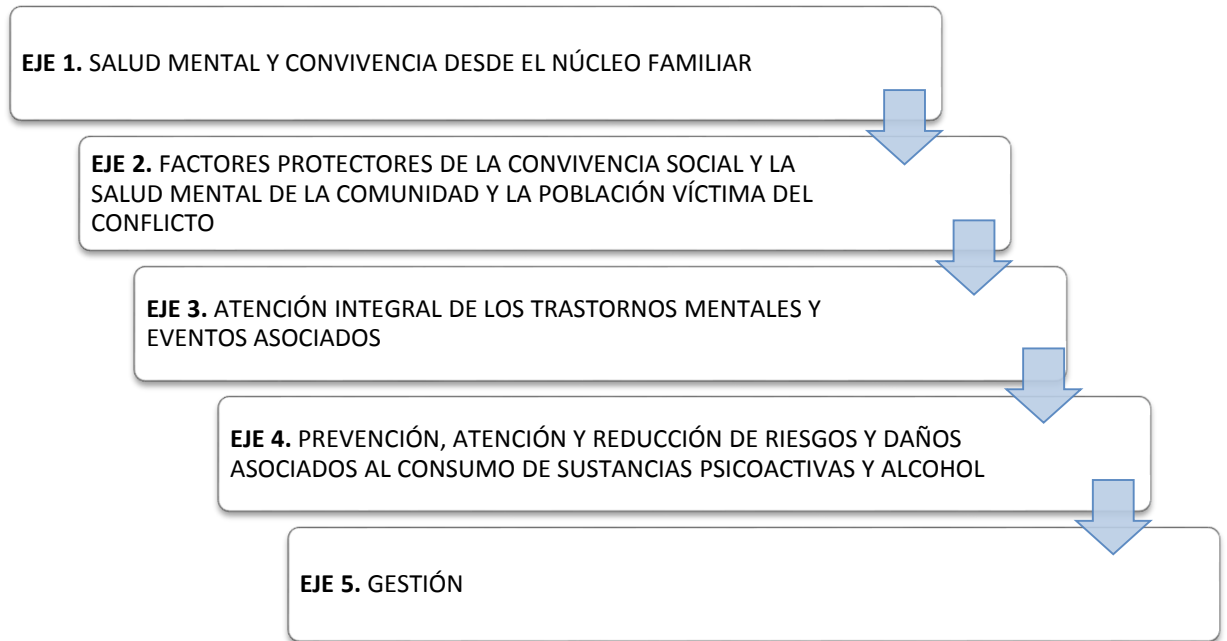 EJE 1. SALUD MENTAL Y CONVIVENCIA DESDE EL NÚCLEO FAMILIAR
EJE 2. FACTORES PROTECTORES DE LA CONVIVENCIA SOCIAL Y LA
SALUD MENTAL DE LA COMUNIDAD Y LA POBLACIÓN VÍCTIMA DEL
CONFLICTO
EJE 3. ATENCIÓN INTEGRAL DE LOS TRASTORNOS MENTALES Y
EVENTOS ASOCIADOS
EJE 4. PREVENCIÓN, ATENCIÓN Y REDUCCIÓN DE RIESGOS Y DAÑOS
ASOCIADOS AL CONSUMO DE SUSTANCIAS PSICOACTIVAS Y ALCOHOL
EJE 5. GESTIÓN